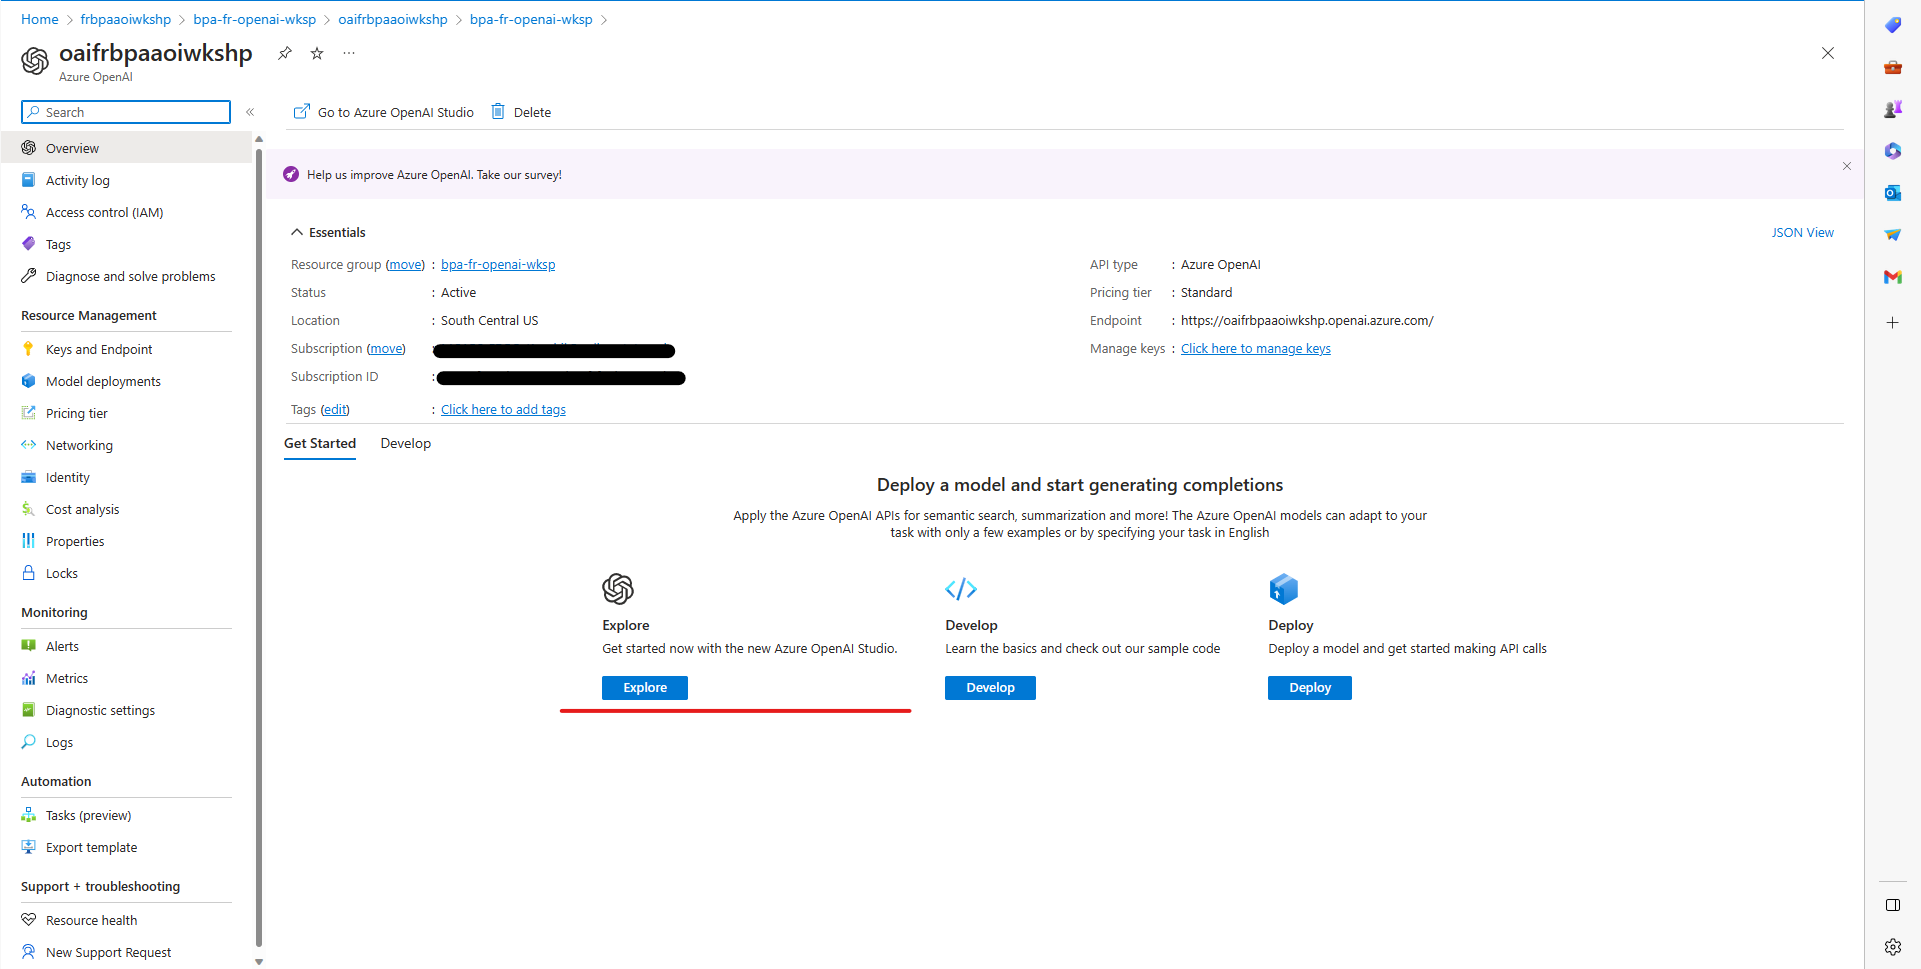 Home > frbpaaoiwkshp > bpa-fr-openai-wksp > oaifrbpaaoiwkshp > bpa-fr-openai-wksp >
oaifrbpaaoiwkshp
Azure OpenAI
Search
Go to Azure OpenAI Studio
Delete
Overview
Activity log
Access control (IAM)
Tags
Diagnose and solve problems
Resource Management
Keys and Endpoint
Model deployments
Pricing tier
Networking
Identity
Cost analysis
Properties
Locks
Monitoring
Alerts
Metrics
Diagnostic settings
Logs
Automation
Tasks (preview)
Export template
Support + troubleshooting
Resource health
New Support Request
Help us improve Azure OpenAI. Take our survey!
Essentials
JSON View
Resource group (move) : bpa-fr-openai-wksp
Status : Active
Location : South Central US
Subscription (move) :
Subscription ID :
Tags (edit) : Click here to add tags
API type : Azure OpenAI
Pricing tier : Standard
Endpoint : https://oaifrbpaaoiwkshp.openai.azure.com/
Manage keys : Click here to manage keys
Get Started
Develop
Deploy a model and start generating completions
Apply the Azure OpenAI APIs for semantic search, summarization and more! The Azure OpenAI models can adapt to your
task with only a few examples or by specifying your task in English
Explore
Get started now with the new Azure OpenAI Studio.
Explore
Develop
Learn the basics and check out our sample code
Develop
Deploy
Deploy a model and get started making API calls
Deploy